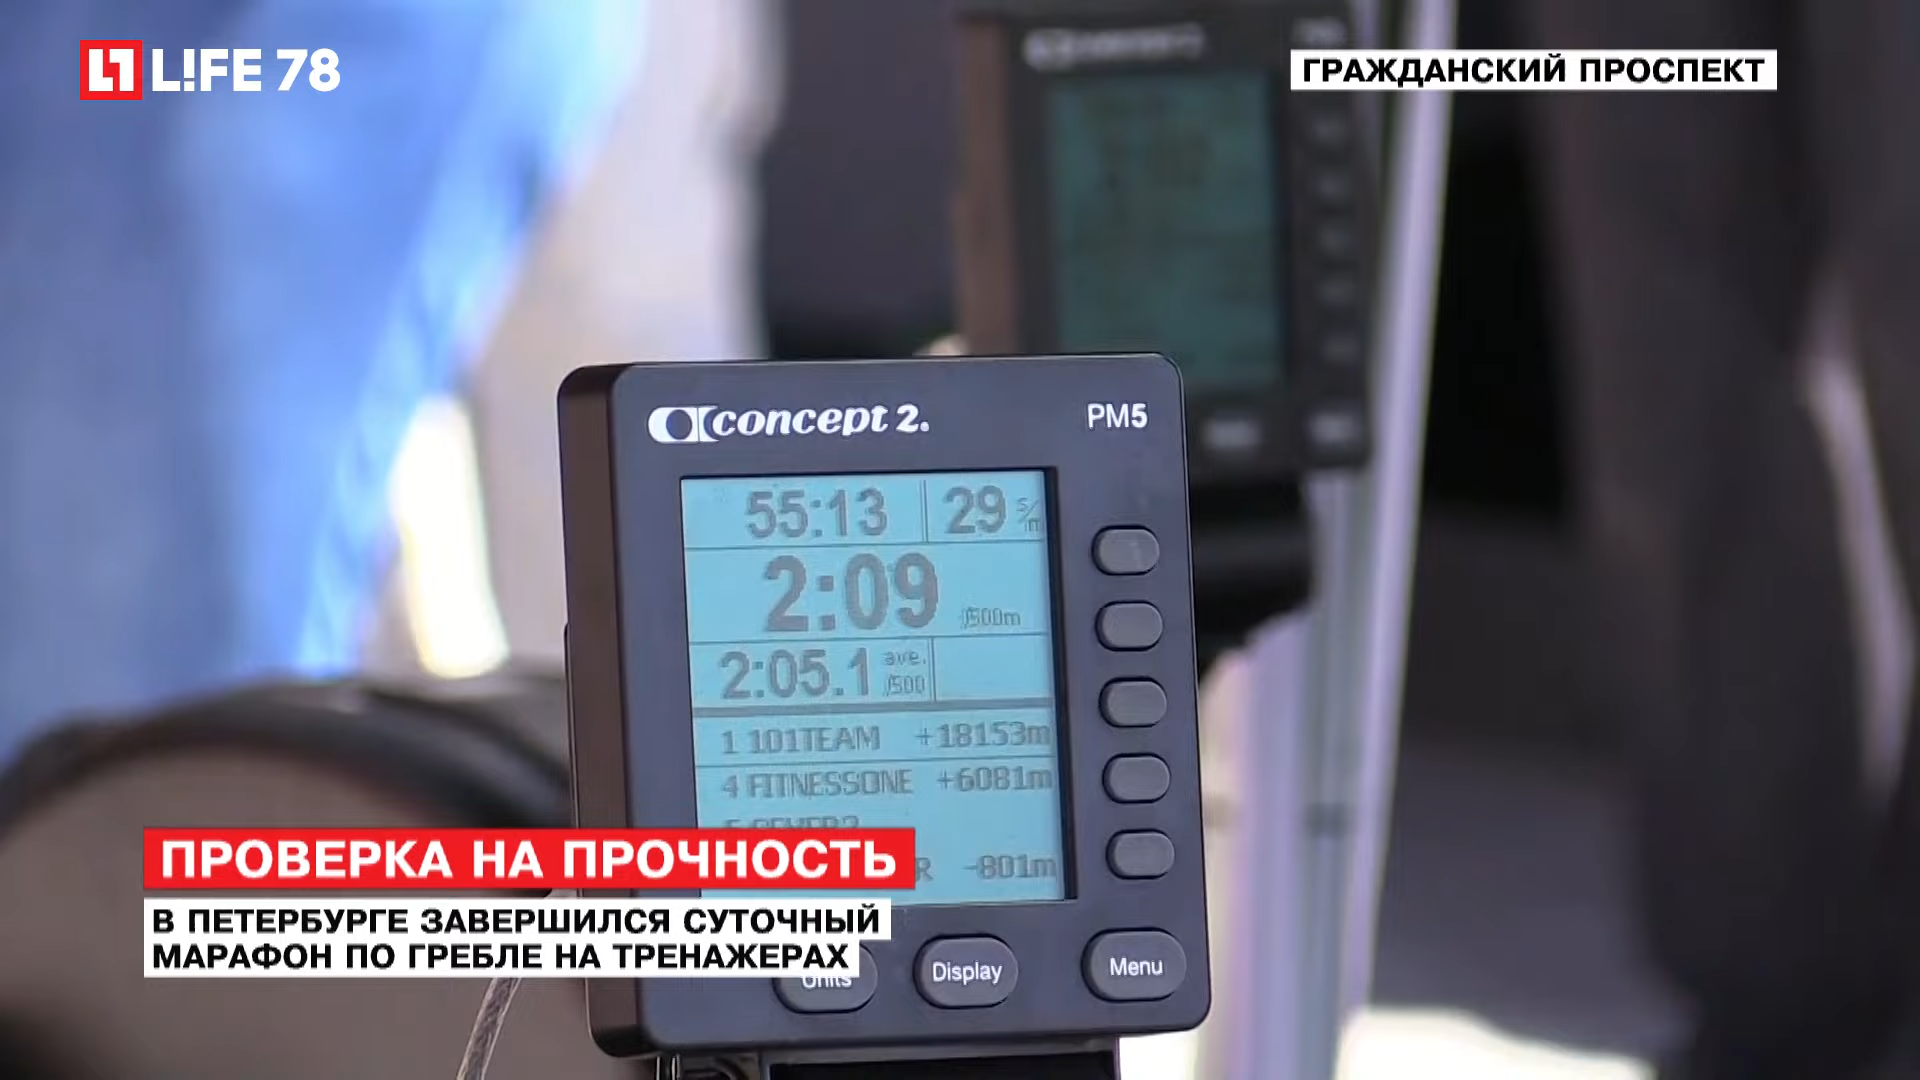 L!FE 78
ГРАЖДАНСКИЙ ПРОСПЕКТ
concept 2.
PM5
55:13
29 s/m
2:09 /500m
2:05.1 ave. /500
1 101TEAM +18153m
4 FITNESSONE +6081m
R -801m
ПРОВЕРКА НА ПРОЧНОСТЬ
В ПЕТЕРБУРГЕ ЗАВЕРШИЛСЯ СУТОЧНЫЙ
МАРАФОН ПО ГРЕБЛЕ НА ТРЕНАЖЕРАХ
Units
Display
Menu